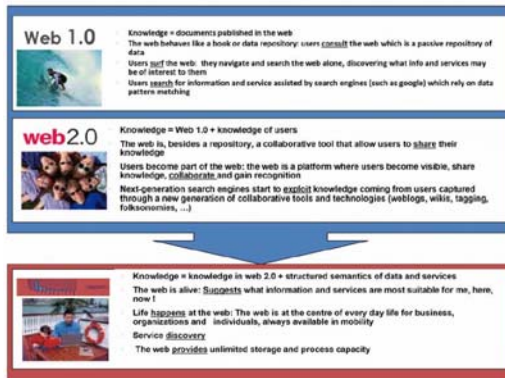 Web 1.0
Knowledge = documents published in the web
The web behaves like a book or data repository: users consult the web which is a passive repository of
data
Users surf the web: they navigate and search the web alone, discovering what info and services may
be of interest to them
Users search for information and service assisted by search engines (such as google) which rely on data
pattern matching
web2.0
Knowledge = Web 1.0 + knowledge of users
The web is, besides a repository, a collaborative tool that allow users to share their
knowledge
Users become part of the web: the web is a platform where users become visible, share
knowledge, collaborate and gain recognition
Next-generation search engines start to exploit knowledge coming from users captured
through a new generation of collaborative tools and technologies (weblogs, wikis, tagging,
folksonomies, ...)
Knowledge = knowledge in web 2.0 + structured semantics of data and services
The web is alive: Suggests what information and services are most suitable for me, here,
now !
Life happens at the web: The web is at the centre of every day life for business,
organizations and individuals, always available in mobility
Service discovery
The web provides unlimited storage and process capacity